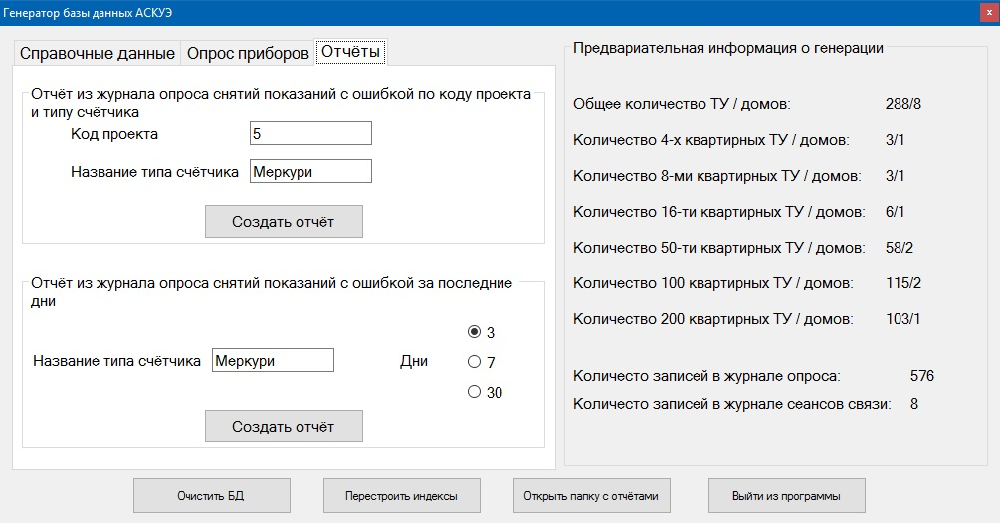 Генератор базы данных АСКУЭ
x
Справочные данные
Опрос приборов
Отчёты
Отчёт из журнала опроса снятий показаний с ошибкой по коду проекта
и типу счётчика
Код проекта
5
Название типа счётчика
Меркури
Создать отчёт
Отчёт из журнала опроса снятий показаний с ошибкой за последние
дни
Название типа счётчика
Меркури
Дни
3
7
30
Создать отчёт
Предвариательная информация о генерации
Общее количество ТУ / домов: 288/8
Количество 4-х квартирных ТУ / домов: 3/1
Количество 8-ми квартирных ТУ / домов: 3/1
Количество 16-ти квартирных ТУ / домов: 6/1
Количество 50-ти квартирных ТУ / домов: 58/2
Количество 100 квартирных ТУ / домов: 115/2
Количество 200 квартирных ТУ / домов: 103/1
Количесто записей в журнале опроса: 576
Количесто записей в журнале сеансов связи: 8
Очистить БД
Перестроить индексы
Открыть папку с отчётами
Выйти из программы